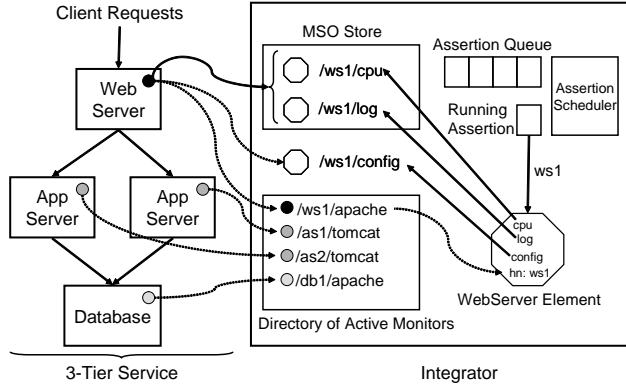 Client Requests
Web
Server
App
Server
App
Server
Database
3-Tier Service
MSO Store
/ws1/cpu
/ws1/log
/ws1/config
/ws1/apache
/as1/tomcat
/as2/tomcat
/db1/apache
Directory of Active Monitors
Assertion Queue
Running
Assertion
Assertion
Scheduler
ws1
cpu
log
config
hn: ws1
WebServer Element
Integrator